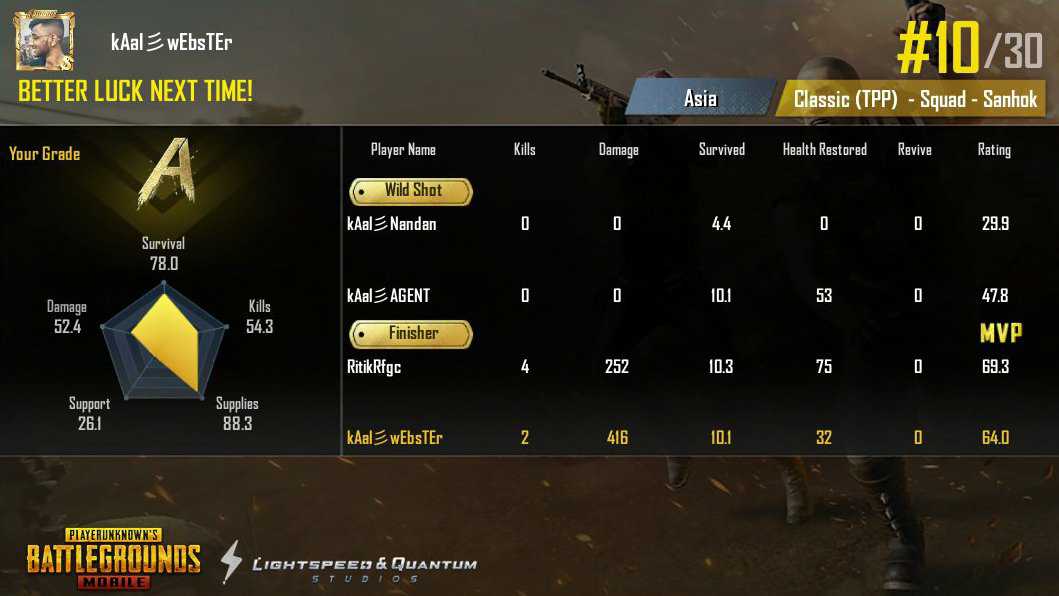 kAal彡wEbsTEr
#10/30
BETTER LUCK NEXT TIME!
Asia
Classic (TPP) - Squad - Sanhok
Your Grade
A
Survival
78.0
Damage
52.4
Kills
54.3
Support
26.1
Supplies
88.3
Player Name Kills Damage Survived Health Restored Revive Rating
Wild Shot
kAal彡Nandan 0 0 4.4 0 0 29.9
kAal彡AGENT 0 0 10.1 53 0 47.8
Finisher MVP
RitikRfgc 4 252 10.3 75 0 69.3
kAal彡wEbsTEr 2 416 10.1 32 0 64.0
PLAYERUNKNOWN'S
BATTLEGROUNDS
MOBILE
LIGHTSPEED & QUANTUM
STUDIOS